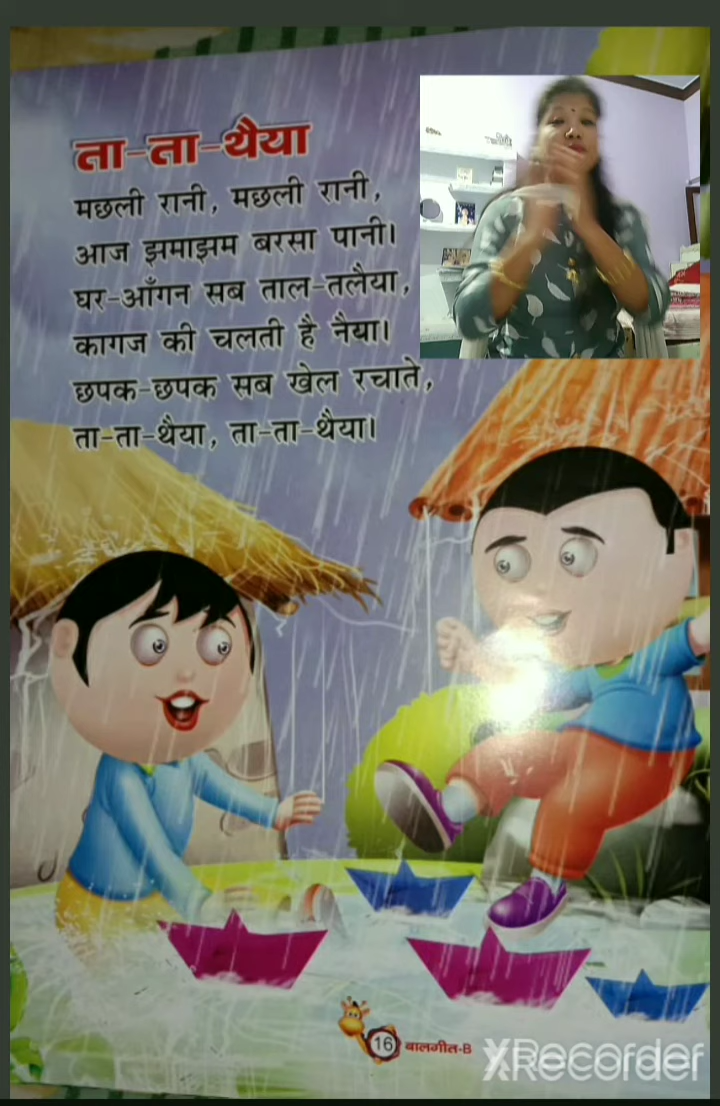 ता-ता-थैया
मछली रानी, मछली रानी,
आज झमाझम बरसा पानी।
घर-आँगन सब ताल-तलैया,
कागज की चलती है नैया।
छपक-छपक सब खेल रचाते,
ता-ता-थैया, ता-ता-थैया।
16 बालगीत-B
XRecorder